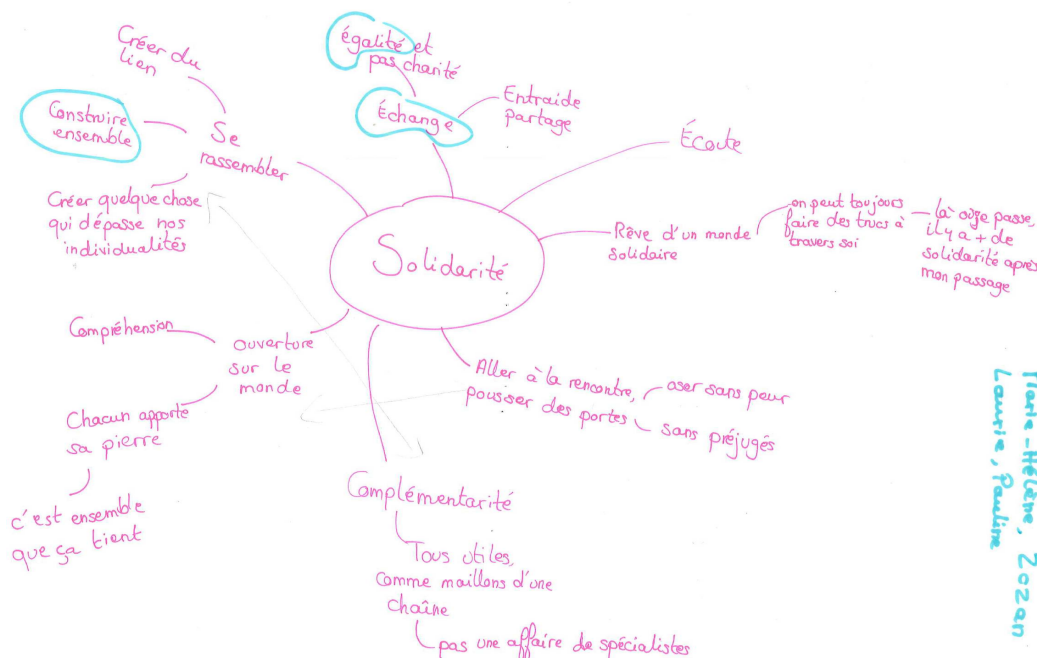 Solidarité
Créer du
lien
Construire
ensemble
Se
rassembler
Créer quelque chose
qui dépasse nos
individualités
égalité et
pas charité
Échange
Entraide
partage
Écoute
Rêve d'un monde
solidaire
on peut toujours
faire des trucs à
travers soi
là où je passe,
il y a + de
solidarité après
mon passage
Aller à la rencontre,
pousser des portes
oser sans peur
sans préjugés
Complémentarité
Tous utiles,
comme maillons d'une
chaîne
pas une affaire de spécialistes
ouverture
sur le
monde
Compréhension
Chacun apporte
sa pierre
c'est ensemble
que ça tient
Marie-Hélène, Zozan
Laurie, Pauline